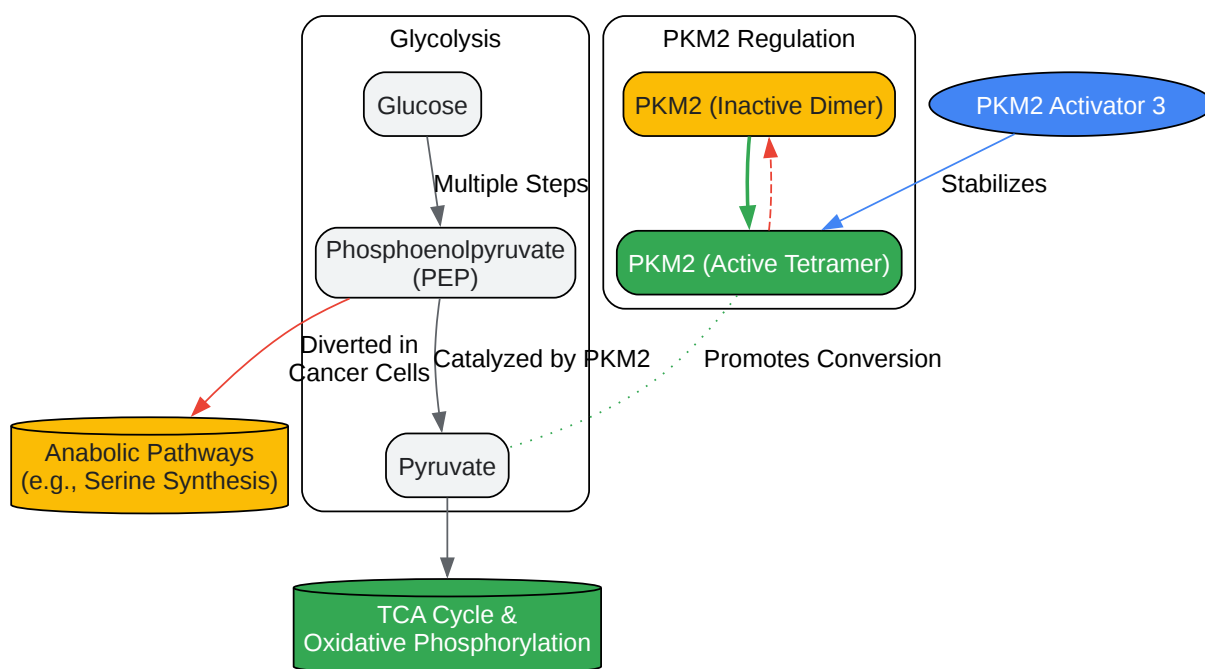 Glycolysis
PKM2 Regulation
Glucose
PKM2 (Inactive Dimer)
PKM2 Activator 3
Multiple Steps
Stabilizes
Phosphoenolpyruvate
(PEP)
PKM2 (Active Tetramer)
Diverted in
Cancer Cells
Catalyzed by PKM2
Promotes Conversion
Anabolic Pathways
(e.g., Serine Synthesis)
Pyruvate
TCA Cycle &
Oxidative Phosphorylation